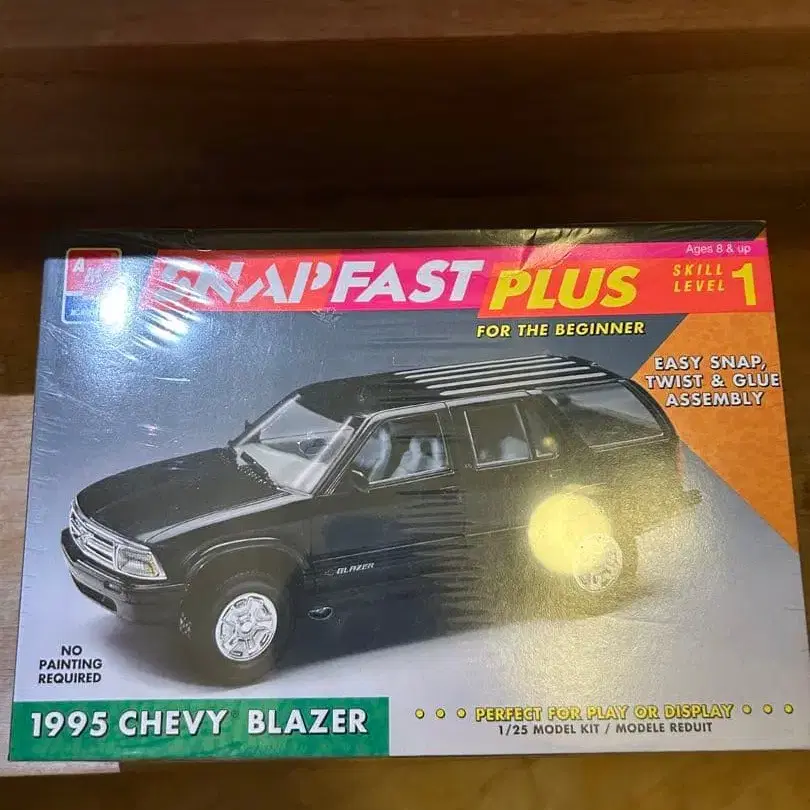 Ages 8 & up
SNAPFAST PLUS
SKILL LEVEL 1
FOR THE BEGINNER
EASY SNAP,
TWIST & GLUE
ASSEMBLY
BLAZER
NO
PAINTING
REQUIRED
1995 CHEVY BLAZER
PERFECT FOR PLAY OR DISPLAY
1/25 MODEL KIT / MODELE REDUIT